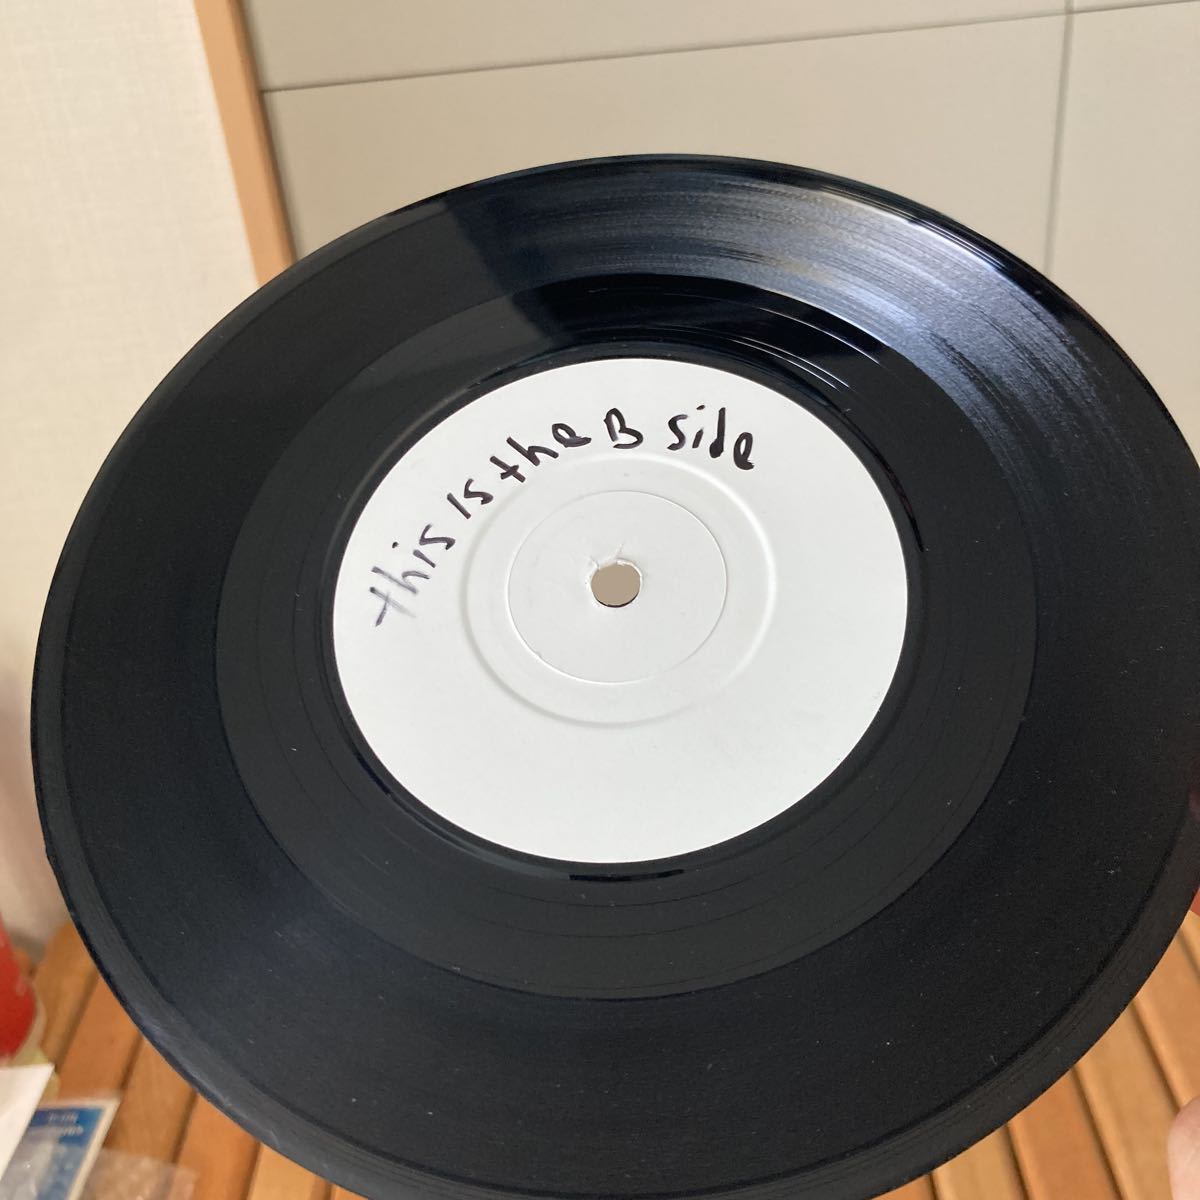 this is the B side